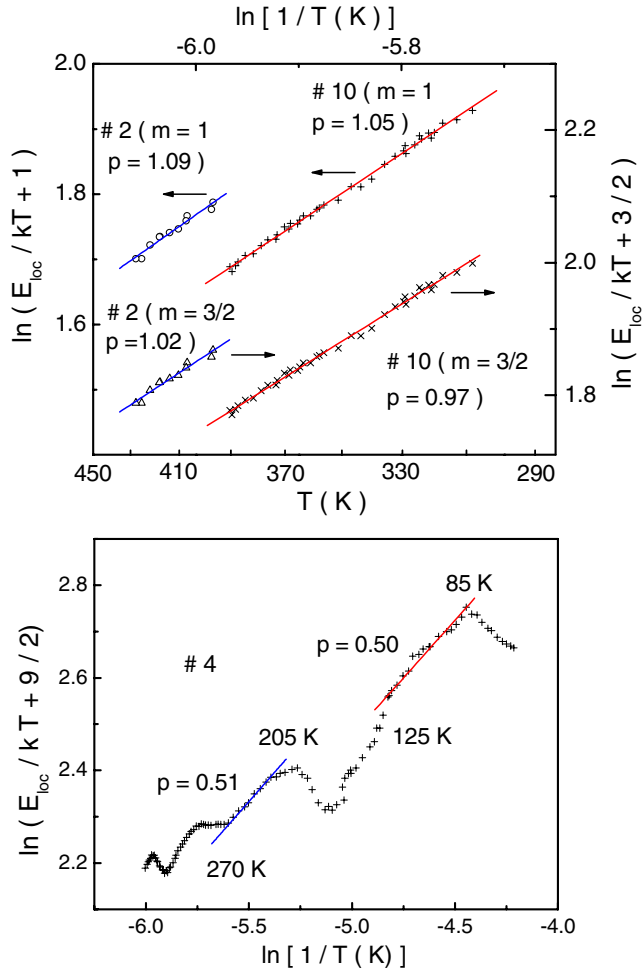 ln [ 1 / T ( K ) ]
-6.0 -5.8
2.0
1.8
1.6
ln ( E_loc / kT + 1 )
# 2 ( m = 1
p = 1.09 )
# 10 ( m = 1
p = 1.05 )
# 2 ( m = 3/2
p = 1.02 )
# 10 ( m = 3/2
p = 0.97 )
2.2
2.0
1.8
ln ( E_loc / kT + 3 / 2 )
450 410 370 330 290
T ( K )
2.8
2.6
2.4
2.2
ln ( E_loc / k T + 9 / 2 )
85 K
p = 0.50
# 4
205 K
125 K
p = 0.51
270 K
-6.0 -5.5 -5.0 -4.5 -4.0
ln [ 1 / T ( K ) ]